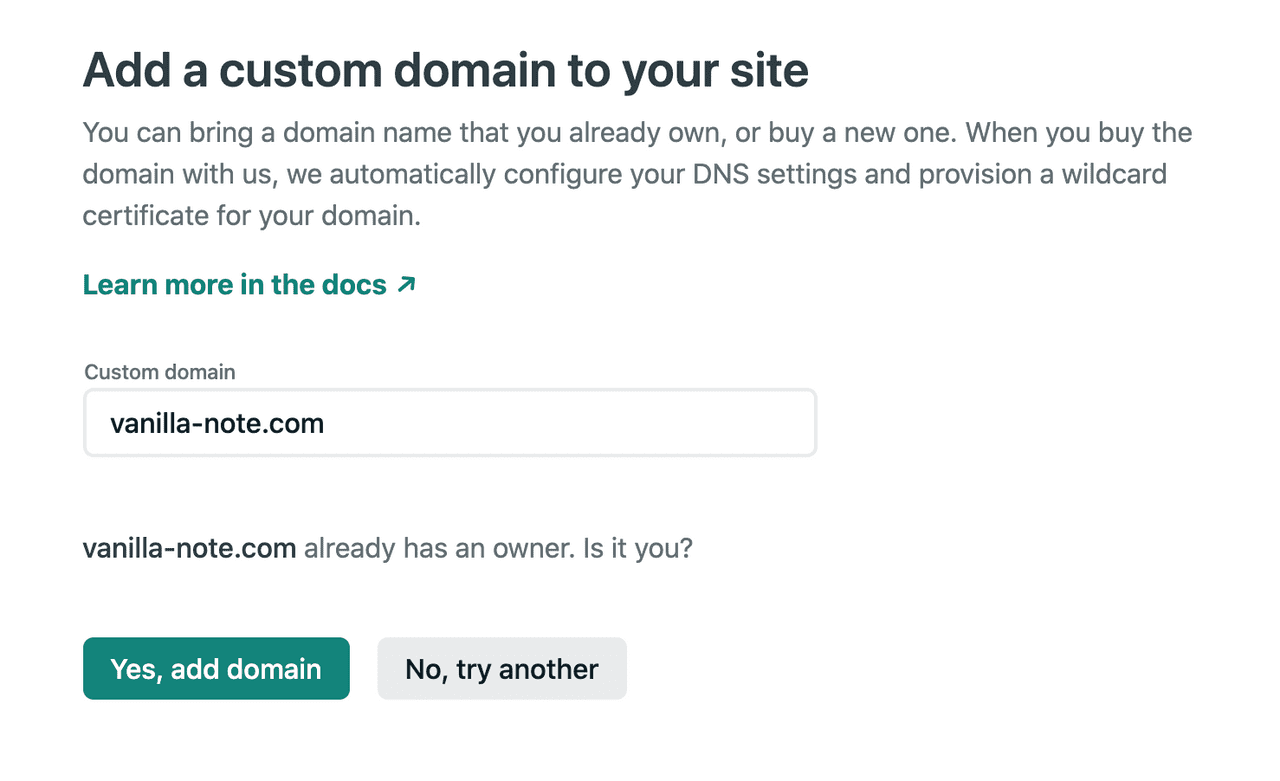 Add a custom domain to your site
You can bring a domain name that you already own, or buy a new one. When you buy the
domain with us, we automatically configure your DNS settings and provision a wildcard
certificate for your domain.
Learn more in the docs ↗
Custom domain
vanilla-note.com
vanilla-note.com already has an owner. Is it you?
Yes, add domain
No, try another